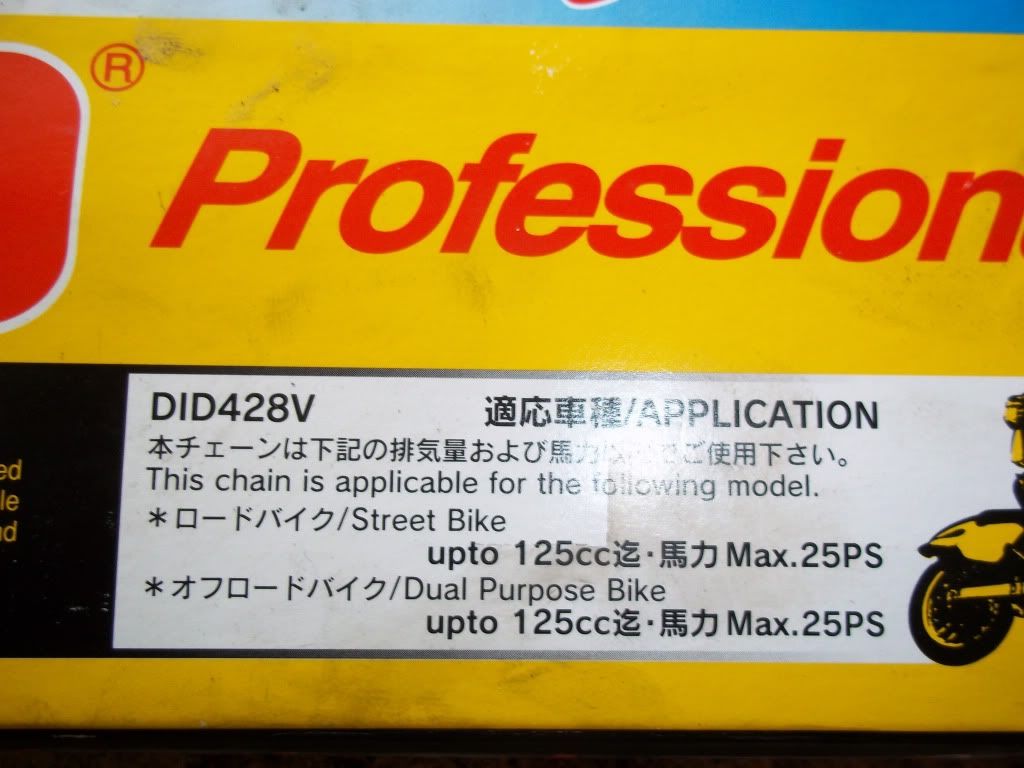 ®
Profession
DID428V 適応車種/APPLICATION
本チェーンは下記の排気量および馬力 ご使用下さい。
This chain is applicable for the following model.
＊ロードバイク/Street Bike
upto 125cc迄・馬力Max.25PS
＊オフロードバイク/Dual Purpose Bike
upto 125cc迄・馬力Max.25PS
ed
le
nd